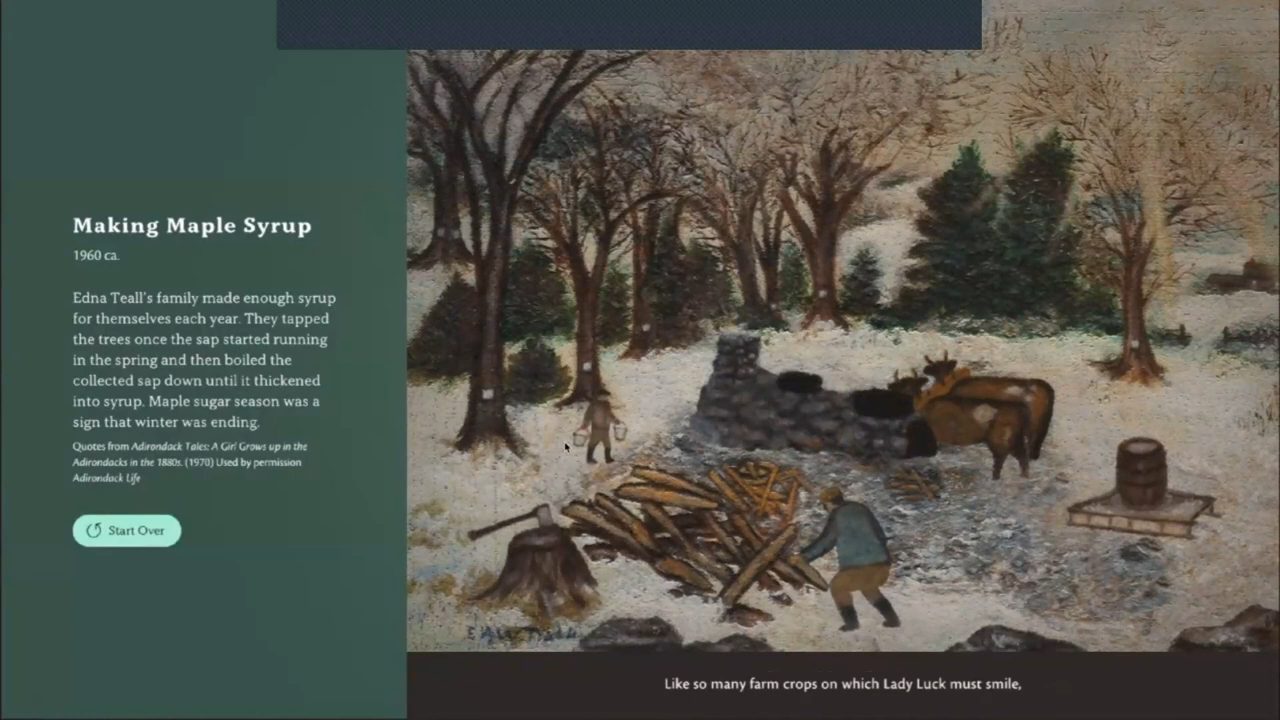 Making Maple Syrup
1960 ca.
Edna Teall's family made enough syrup
for themselves each year. They tapped
the trees once the sap started running
in the spring and then boiled the
collected sap down until it thickened
into syrup. Maple sugar season was a
sign that winter was ending.
Quotes from Adirondack Tales: A Girl Grows up in the
Adirondacks in the 1880s. (1970) Used by permission
Adirondack Life
Start Over
Like so many farm crops on which Lady Luck must smile,